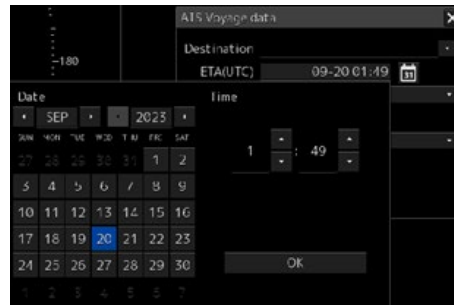 AIS Voyage data X
-180
Destination
ETA(UTC) 09-20 01:49 31
Date Time
SEP 2023
SUN MON TUE WED THU FRI SAT
27 28 29 30 31 1 2
3 4 5 6 7 8 9
1 : 49
10 11 12 13 14 15 16
17 18 19 20 21 22 23
24 25 26 27 28 29 30
OK
1 2 3 4 5 6 7